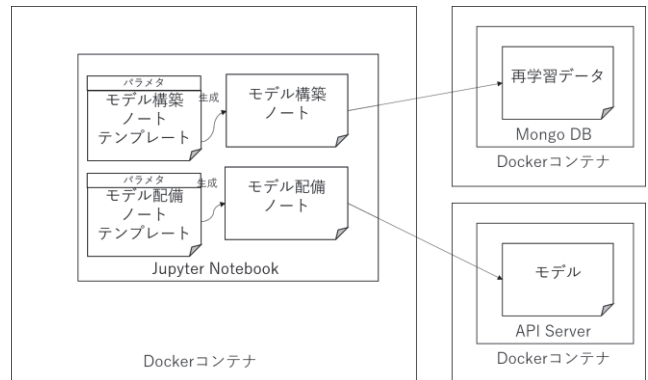 パラメタ
モデル構築
ノート
テンプレート
生成
モデル構築
ノート
パラメタ
モデル配備
ノート
テンプレート
生成
モデル配備
ノート
Jupyter Notebook
Dockerコンテナ
再学習データ
Mongo DB
Dockerコンテナ
モデル
API Server
Dockerコンテナ